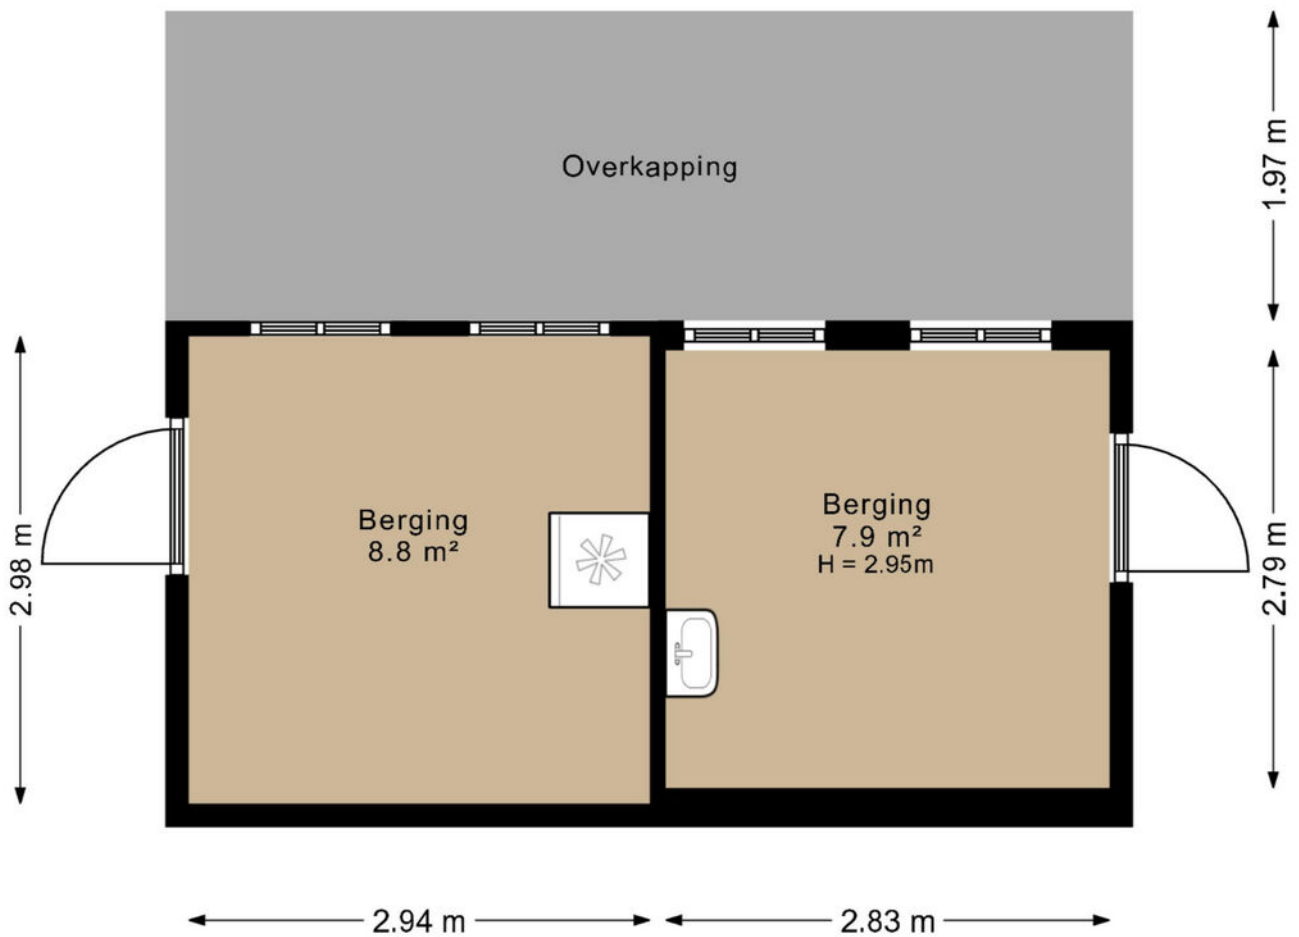 Overkapping
1.97 m
Berging
8.8 m²
Berging
7.9 m²
H = 2.95m
2.98 m
2.79 m
2.94 m
2.83 m